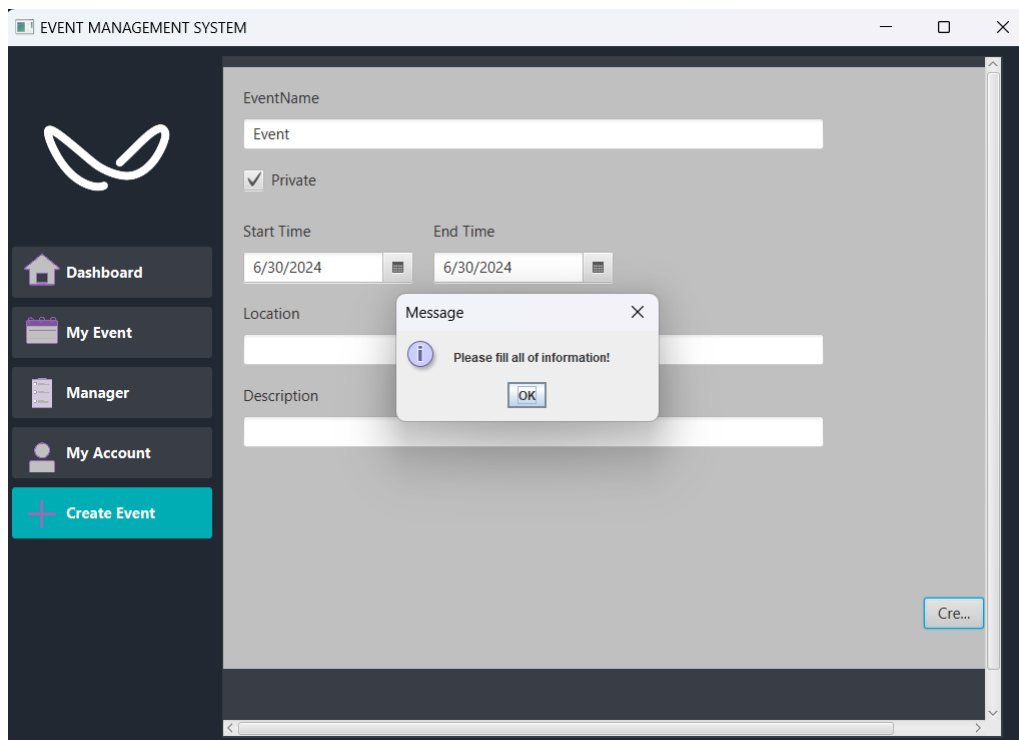 EVENT MANAGEMENT SYSTEM
Dashboard
My Event
Manager
My Account
Create Event
EventName
Event
Private
Start Time End Time
6/30/2024 6/30/2024
Location
Description
Message
Please fill all of information!
OK
Cre...